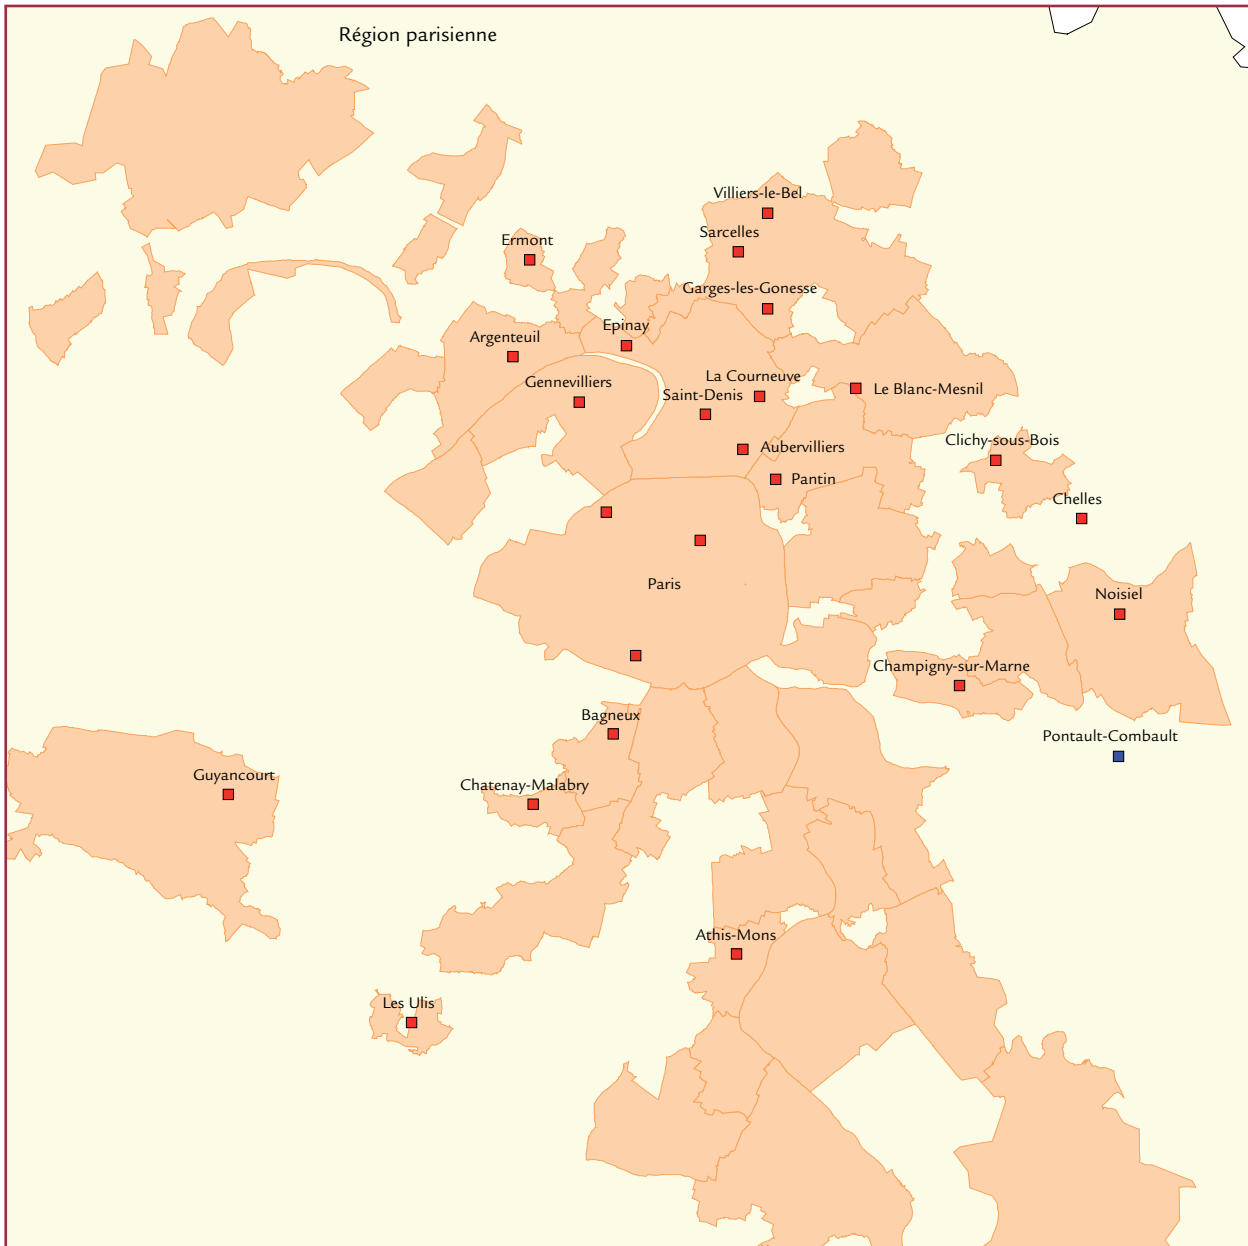 Région parisienne
Villiers-le-Bel
Sarcelles
Ermont
Garges-les-Gonesse
Epinay
Argenteuil
La Courneuve
Gennevilliers
Le Blanc-Mesnil
Saint-Denis
Clichy-sous-Bois
Aubervilliers
Pantin
Chelles
Paris
Noisiel
Champigny-sur-Marne
Bagneux
Pontault-Combault
Guyancourt
Chatenay-Malabry
Athis-Mons
Les Ulis